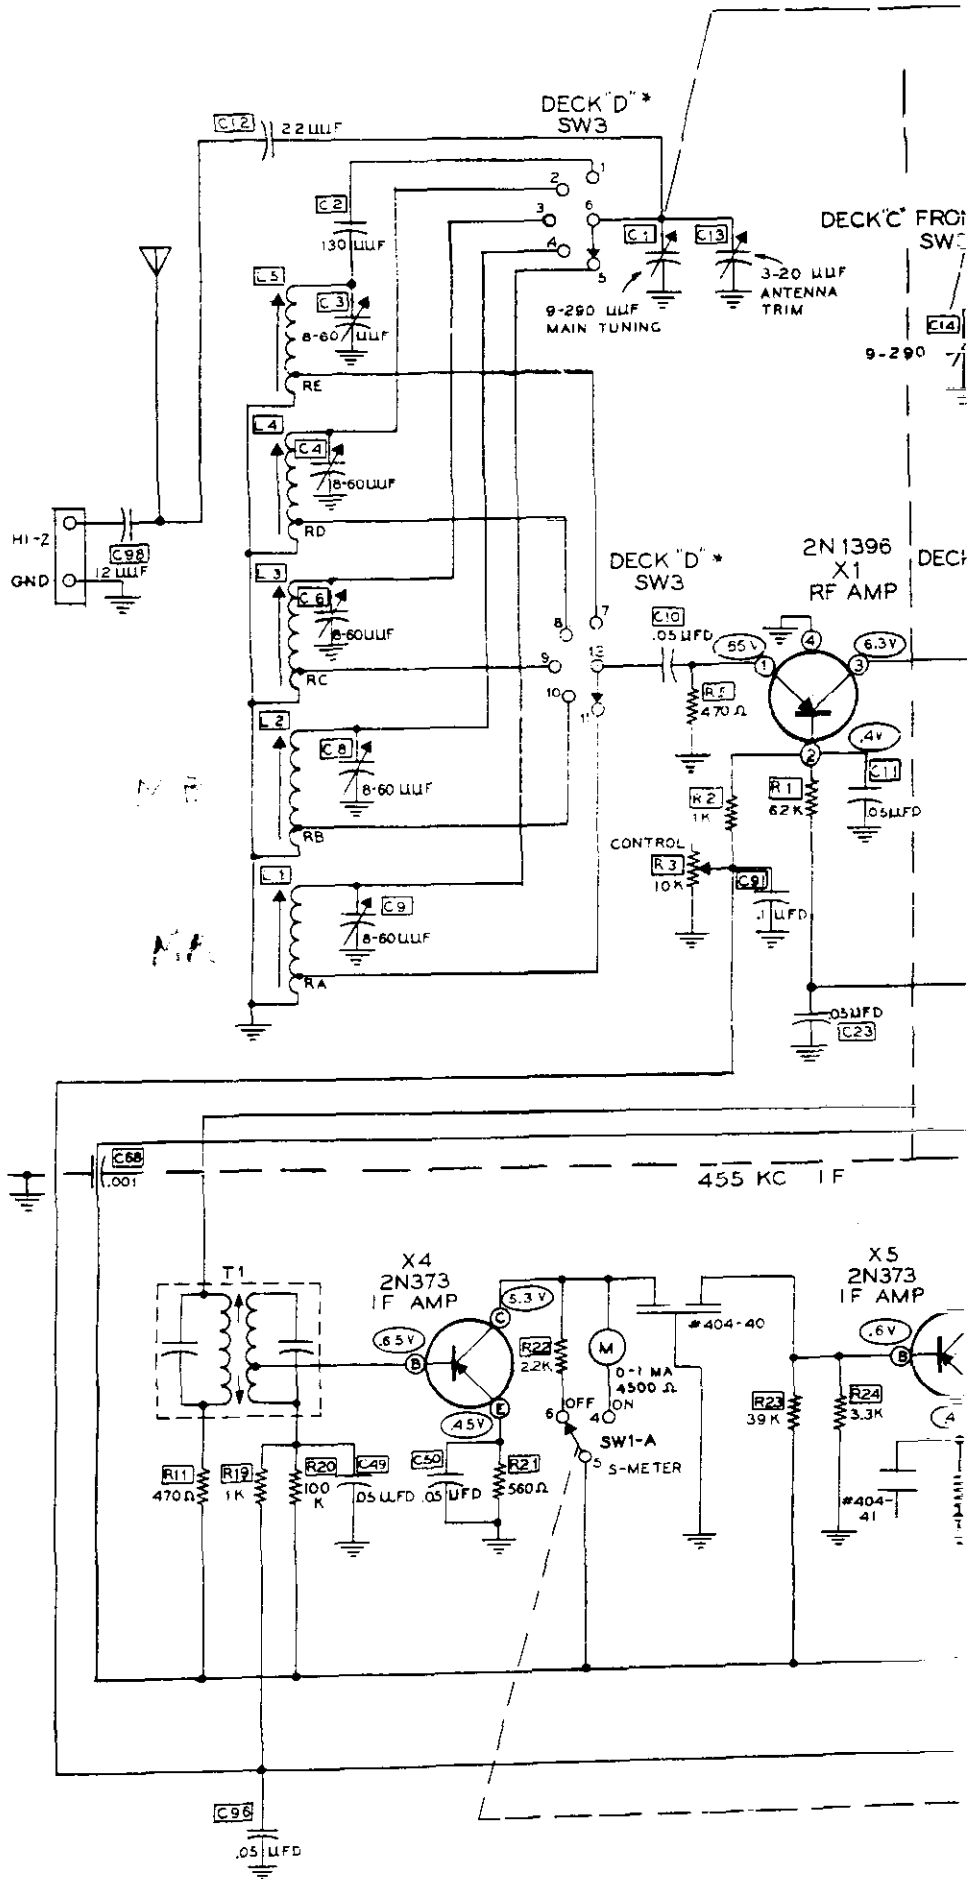 DECK "D" *
SW3
C12
22 UUF
1
2
3
4
5
6
C2
130 UUF
DECK "C" FRO
SW
C1
C13
3-20 UUF
ANTENNA
TRIM
9-290 UUF
MAIN TUNING
C14
9-290
L5
C3
8-60 UUF
RE
L4
C4
8-60 UUF
RD
HI-Z
GND
C98
12 UUF
L3
C6
8-60 UUF
RC
DECK "D" *
SW3
7
8
9
10
11
13
C10
.05 UFD
2N1396
X1
RF AMP
DECK
.55V
1
4
3
6.3V
R5
470 Ω
2
.4V
L2
C8
8-60 UUF
RB
R2
1K
R1
62K
C11
.05 UFD
CONTROL
R3
10K
C91
.1 UFD
L1
C9
8-60 UUF
RA
.05 UFD
C23
C68
.001
455 KC IF
T1
X4
2N373
IF AMP
.65V
B
5.3V
C
E
.45V
R22
2.2K
M
0-1 MA
4500 Ω
OFF
ON
6
4
5
SW1-A
S-METER
#404-40
X5
2N373
IF AMP
.6V
B
R23
39K
R24
3.3K
#404-
41
R11
470 Ω
R19
1K
R20
100
K
C49
.05 UFD
C50
.05 UFD
R21
560 Ω
C96
.05 UFD